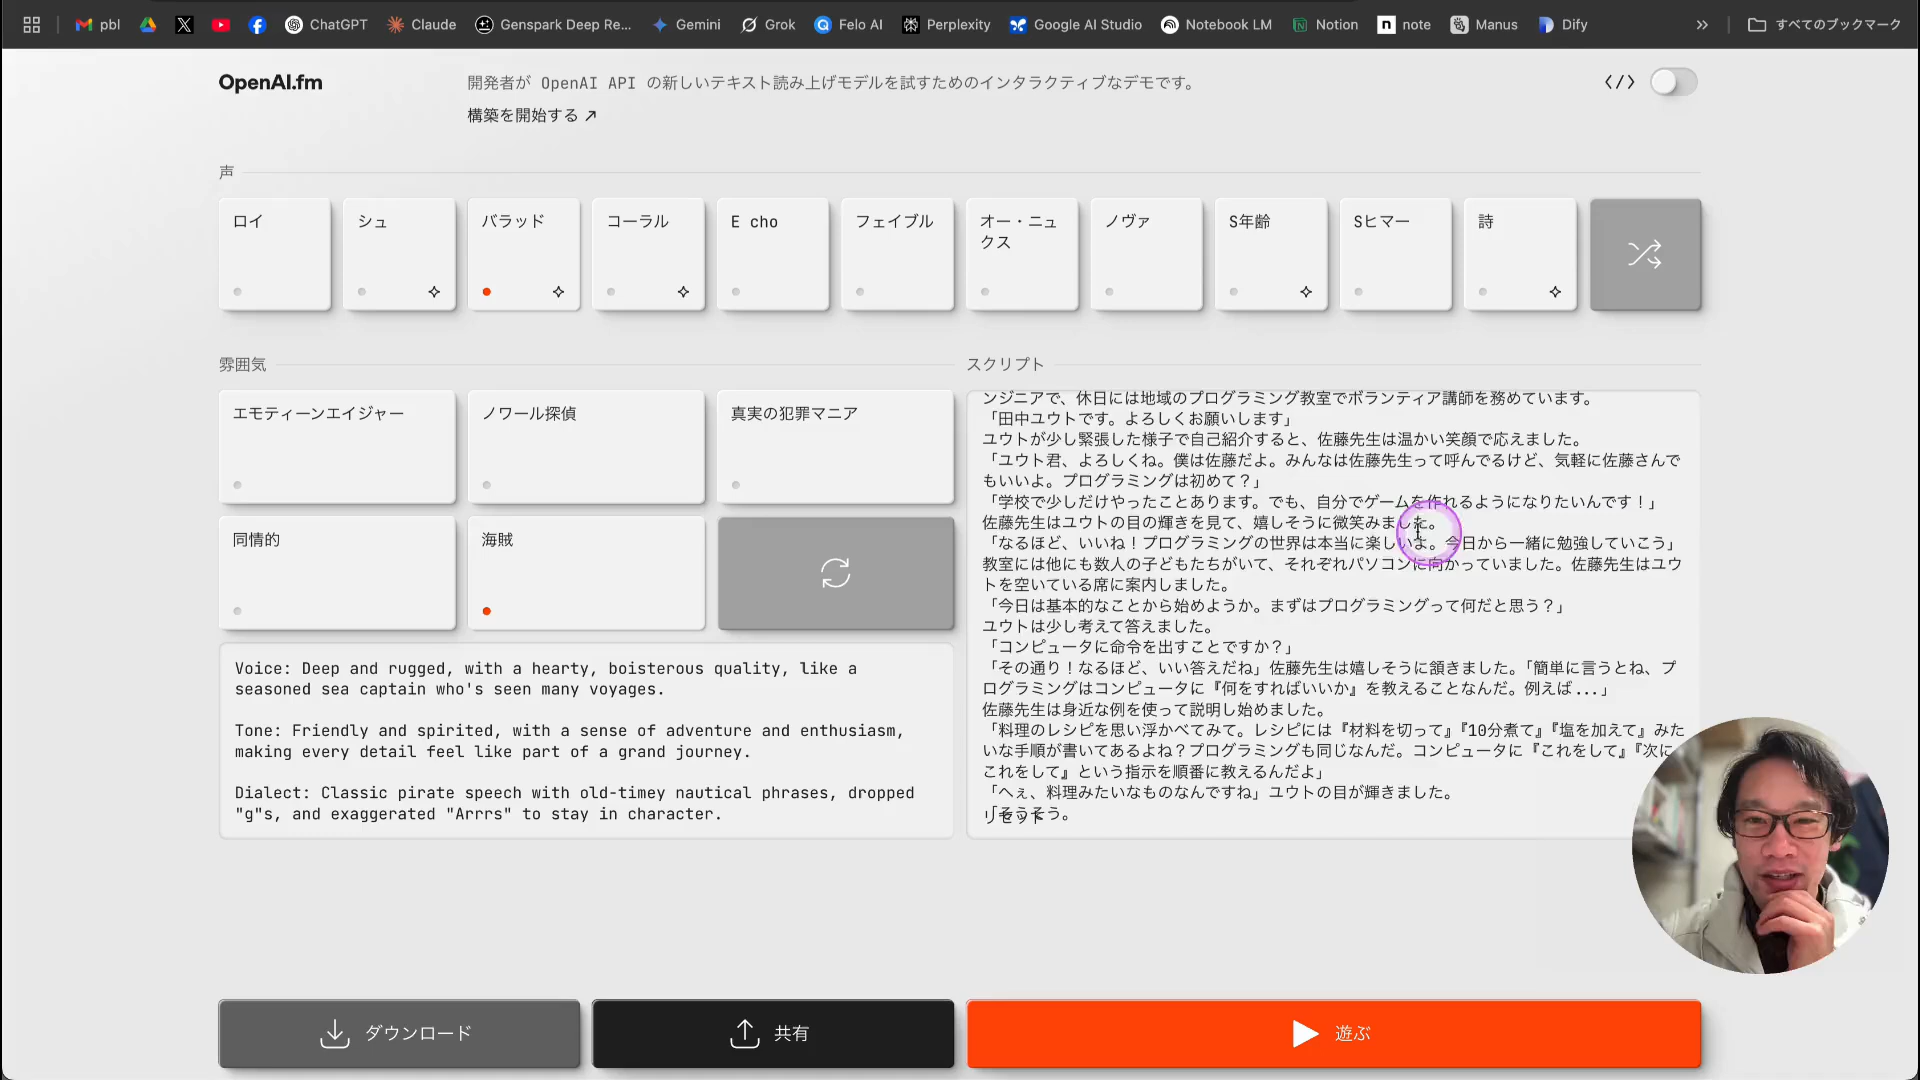 pbl
ChatGPT
Claude
Genspark Deep Re...
Gemini
Grok
Felo AI
Perplexity
Google AI Studio
Notebook LM
Notion
note
Manus
Dify
すべてのブックマーク
OpenAI.fm
開発者が OpenAI API の新しいテキスト読み上げモデルを試すためのインタラクティブなデモです。
構築を開始する ↗
声
ロイ
シュ
バラッド
コーラル
E cho
フェイブル
オー・ニュ
クス
ノヴァ
S年齢
Sヒマー
詩
雰囲気
エモティーンエイジャー
ノワール探偵
真実の犯罪マニア
同情的
海賊
Voice: Deep and rugged, with a hearty, boisterous quality, like a
seasoned sea captain who's seen many voyages.
Tone: Friendly and spirited, with a sense of adventure and enthusiasm,
making every detail feel like part of a grand journey.
Dialect: Classic pirate speech with old-timey nautical phrases, dropped
"g"s, and exaggerated "Arrrs" to stay in character.
スクリプト
ンジニアで、休日には地域のプログラミング教室でボランティア講師を務めています。
「田中ユウトです。よろしくお願いします」
ユウトが少し緊張した様子で自己紹介すると、佐藤先生は温かい笑顔で応えました。
「ユウト君、よろしくね。僕は佐藤だよ。みんなは佐藤先生って呼んでるけど、気軽に佐藤さんで
もいいよ。プログラミングは初めて？」
「学校で少しだけやったことあります。でも、自分でゲームを作れるようになりたいんです！」
佐藤先生はユウトの目の輝きを見て、嬉しそうに微笑みました。
「なるほど、いいね！プログラミングの世界は本当に楽しいよ。今日から一緒に勉強していこう」
教室には他にも数人の子どもたちがいて、それぞれパソコンに向かっていました。佐藤先生はユウ
トを空いている席に案内しました。
「今日は基本的なことから始めようか。まずはプログラミングって何だと思う？」
ユウトは少し考えて答えました。
「コンピュータに命令を出すことですか？」
「その通り！なるほど、いい答えだね」佐藤先生は嬉しそうに頷きました。「簡単に言うとね、プ
ログラミングはコンピュータに『何をすればいいか』を教えることなんだ。例えば...」
佐藤先生は身近な例を使って説明し始めました。
「料理のレシピを思い浮かべてみて。レシピには『材料を切って』『10分煮て』『塩を加えて』みた
いな手順が書いてあるよね？プログラミングも同じなんだ。コンピュータに『これをして』『次に
これをして』という指示を順番に教えるんだよ」
「へぇ、料理みたいなものなんですね」ユウトの目が輝きました。
「そうそう。
リセット
ダウンロード
共有
遊ぶ